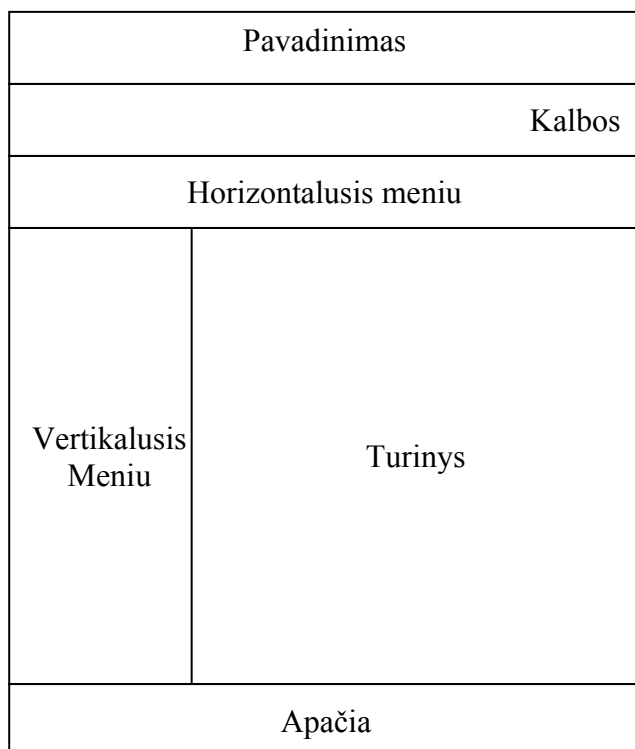 Pavadinimas
Kalbos
Horizontalusis meniu
Vertikalusis
Meniu
Turinys
Apačia